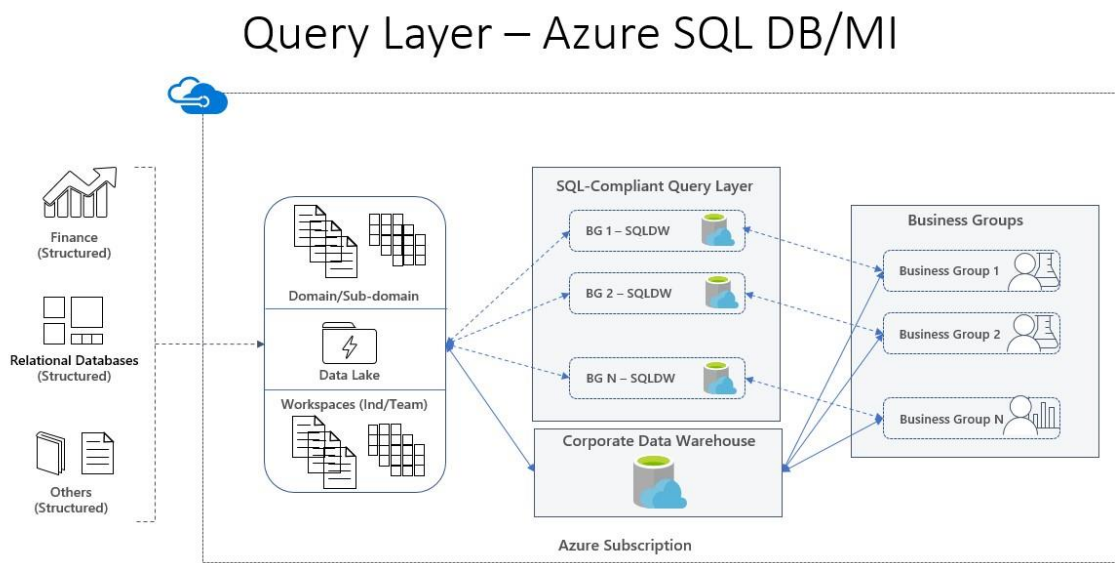 Query Layer – Azure SQL DB/MI
Finance
(Structured)
Relational Databases
(Structured)
Others
(Structured)
Domain/Sub-domain
Data Lake
Workspaces (Ind/Team)
SQL-Compliant Query Layer
BG 1 – SQLDW
BG 2 – SQLDW
BG N – SQLDW
Corporate Data Warehouse
Business Groups
Business Group 1
Business Group 2
Business Group N
Azure Subscription